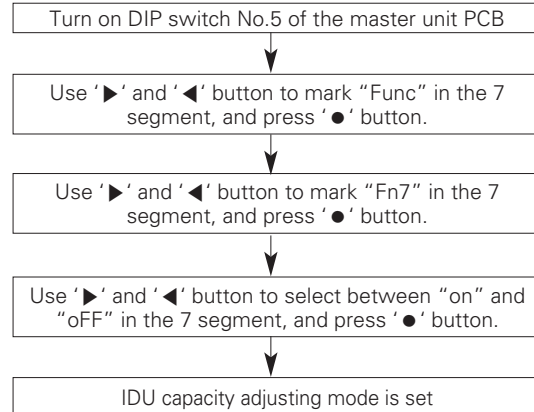 Turn on DIP switch No.5 of the master unit PCB
Use ‘▶‘ and ‘◀‘ button to mark “Func” in the 7
segment, and press ‘●‘ button.
Use ‘▶‘ and ‘◀‘ button to mark “Fn7” in the 7
segment, and press ‘●‘ button.
Use ‘▶‘ and ‘◀‘ button to select between “on” and
“oFF” in the 7 segment, and press ‘●‘ button.
IDU capacity adjusting mode is set